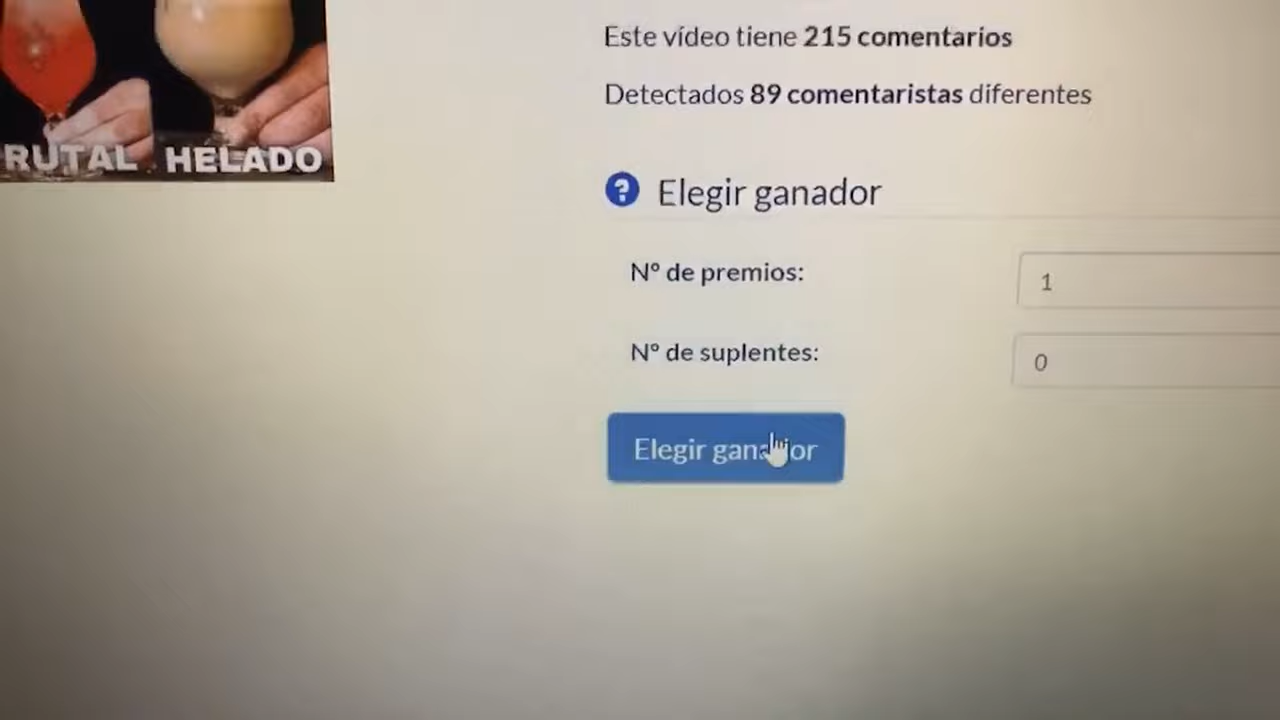 Este vídeo tiene 215 comentarios
Detectados 89 comentaristas diferentes
RUTAL HELADO
? Elegir ganador
Nº de premios: 1
Nº de suplentes: 0
Elegir ganador